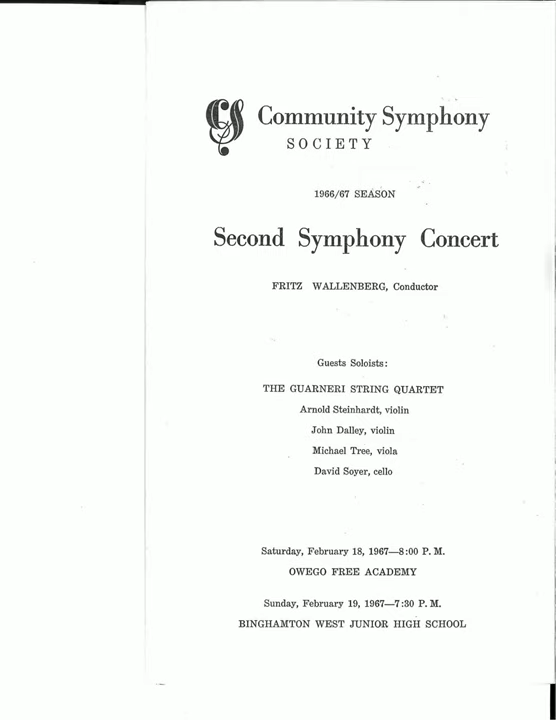 CS Community Symphony
SOCIETY
1966/67 SEASON
Second Symphony Concert
FRITZ WALLENBERG, Conductor
Guests Soloists:
THE GUARNERI STRING QUARTET
Arnold Steinhardt, violin
John Dalley, violin
Michael Tree, viola
David Soyer, cello
Saturday, February 18, 1967—8:00 P. M.
OWEGO FREE ACADEMY
Sunday, February 19, 1967—7:30 P. M.
BINGHAMTON WEST JUNIOR HIGH SCHOOL